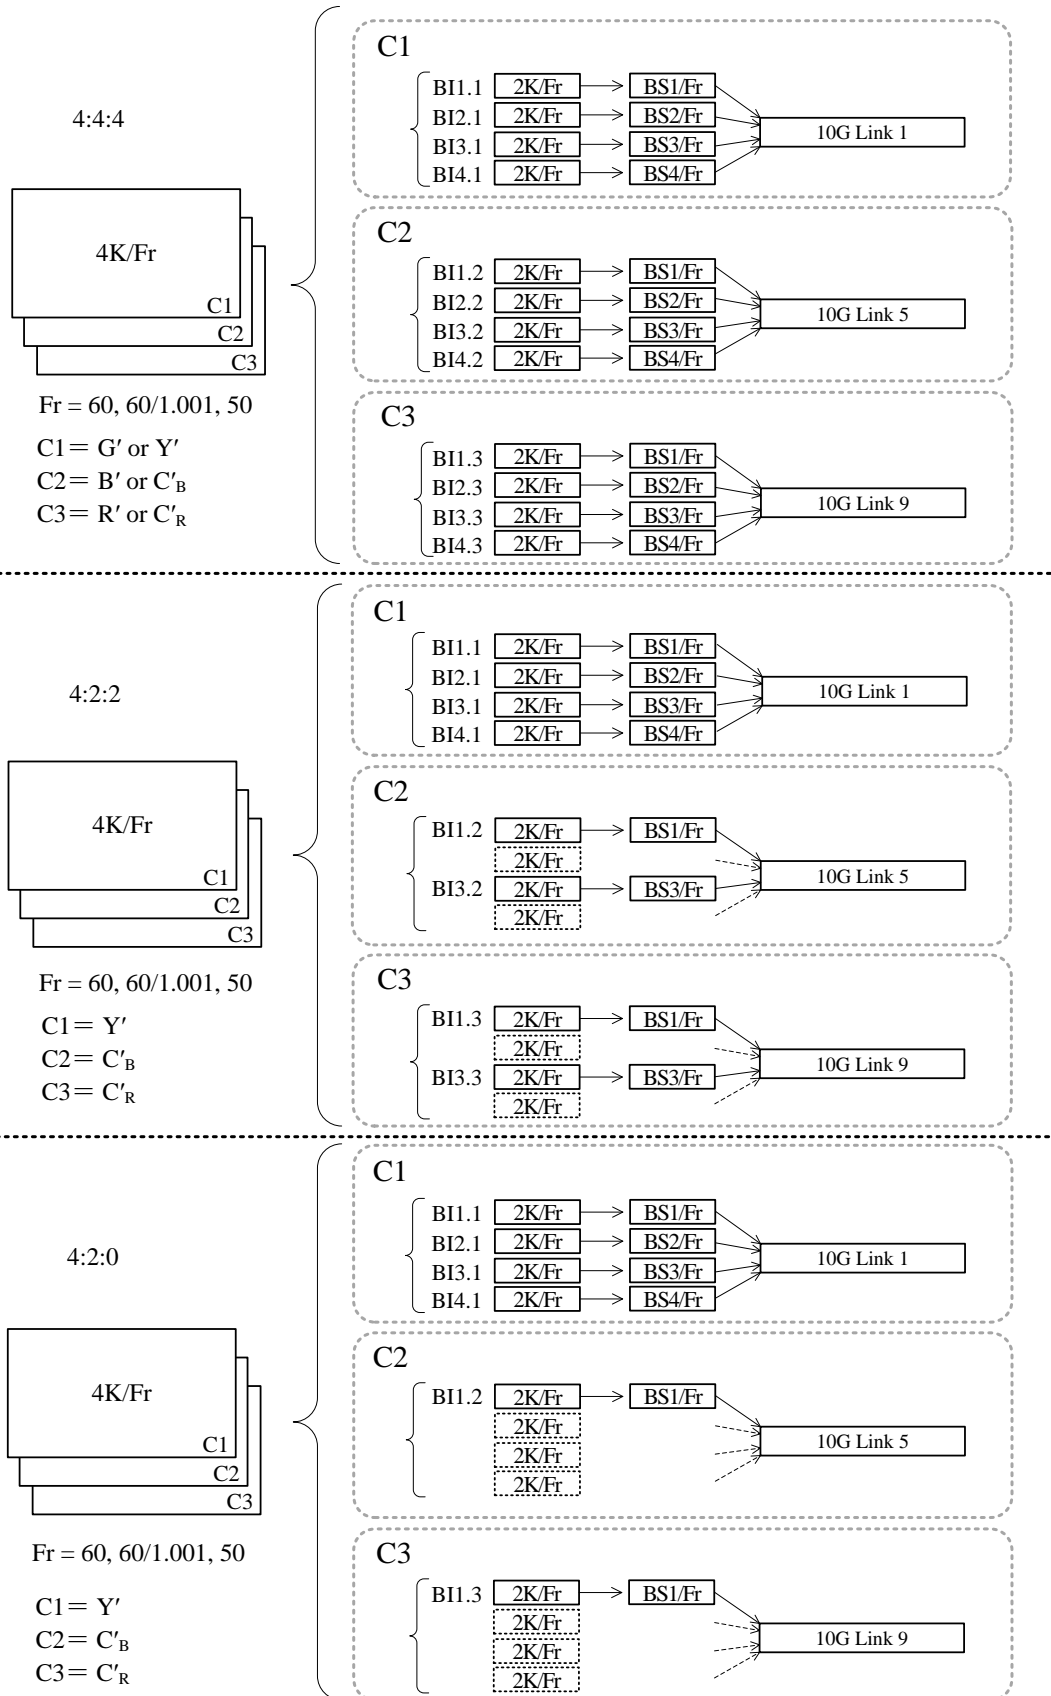 4:4:4
4K/Fr
C1
C2
C3
Fr = 60, 60/1.001, 50
C1＝ G′ or Y′
C2＝ B′ or C′B
C3＝ R′ or C′R
C1
BI1.1 2K/Fr BS1/Fr
BI2.1 2K/Fr BS2/Fr
BI3.1 2K/Fr BS3/Fr
BI4.1 2K/Fr BS4/Fr
10G Link 1
C2
BI1.2 2K/Fr BS1/Fr
BI2.2 2K/Fr BS2/Fr
BI3.2 2K/Fr BS3/Fr
BI4.2 2K/Fr BS4/Fr
10G Link 5
C3
BI1.3 2K/Fr BS1/Fr
BI2.3 2K/Fr BS2/Fr
BI3.3 2K/Fr BS3/Fr
BI4.3 2K/Fr BS4/Fr
10G Link 9
4:2:2
4K/Fr
C1
C2
C3
Fr = 60, 60/1.001, 50
C1＝ Y′
C2＝ C′B
C3＝ C′R
C1
BI1.1 2K/Fr BS1/Fr
BI2.1 2K/Fr BS2/Fr
BI3.1 2K/Fr BS3/Fr
BI4.1 2K/Fr BS4/Fr
10G Link 1
C2
BI1.2 2K/Fr BS1/Fr
2K/Fr
BI3.2 2K/Fr BS3/Fr
2K/Fr
10G Link 5
C3
BI1.3 2K/Fr BS1/Fr
2K/Fr
BI3.3 2K/Fr BS3/Fr
2K/Fr
10G Link 9
4:2:0
4K/Fr
C1
C2
C3
Fr = 60, 60/1.001, 50
C1＝ Y′
C2＝ C′B
C3＝ C′R
C1
BI1.1 2K/Fr BS1/Fr
BI2.1 2K/Fr BS2/Fr
BI3.1 2K/Fr BS3/Fr
BI4.1 2K/Fr BS4/Fr
10G Link 1
C2
BI1.2 2K/Fr BS1/Fr
2K/Fr
2K/Fr
2K/Fr
10G Link 5
C3
BI1.3 2K/Fr BS1/Fr
2K/Fr
2K/Fr
2K/Fr
10G Link 9